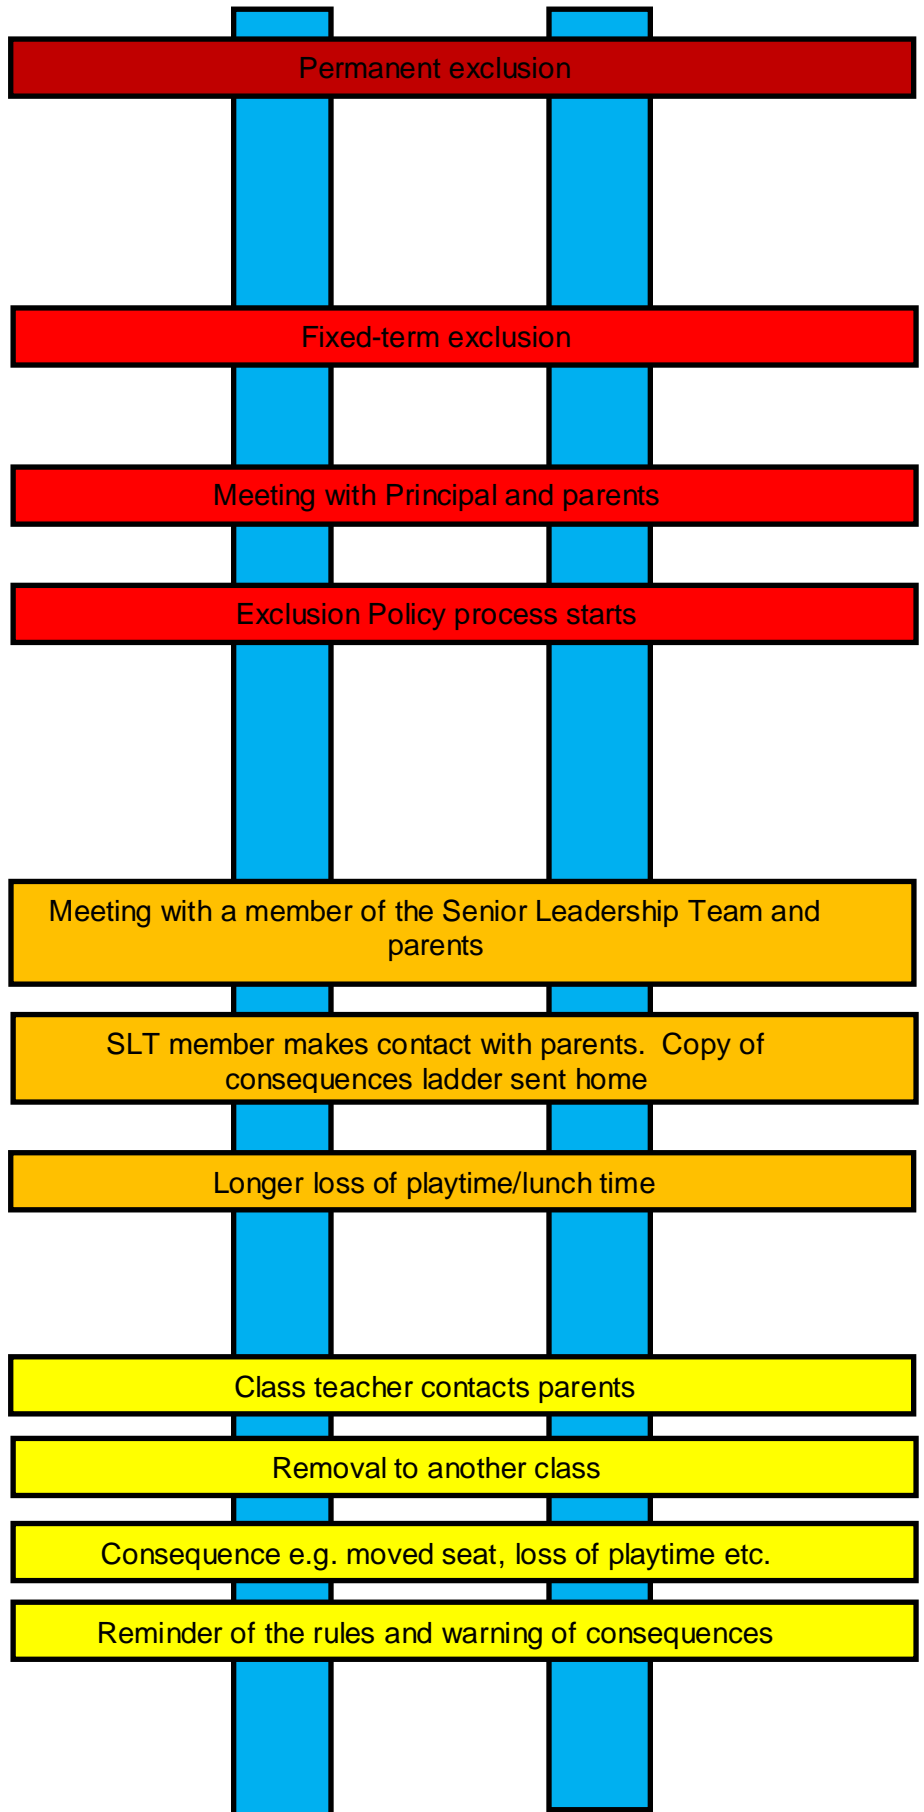 Permanent exclusion
Fixed-term exclusion
Meeting with Principal and parents
Exclusion Policy process starts
Meeting with a member of the Senior Leadership Team and
parents
SLT member makes contact with parents.  Copy of
consequences ladder sent home
Longer loss of playtime/lunch time
Class teacher contacts parents
Removal to another class
Consequence e.g. moved seat, loss of playtime etc.
Reminder of the rules and warning of consequences